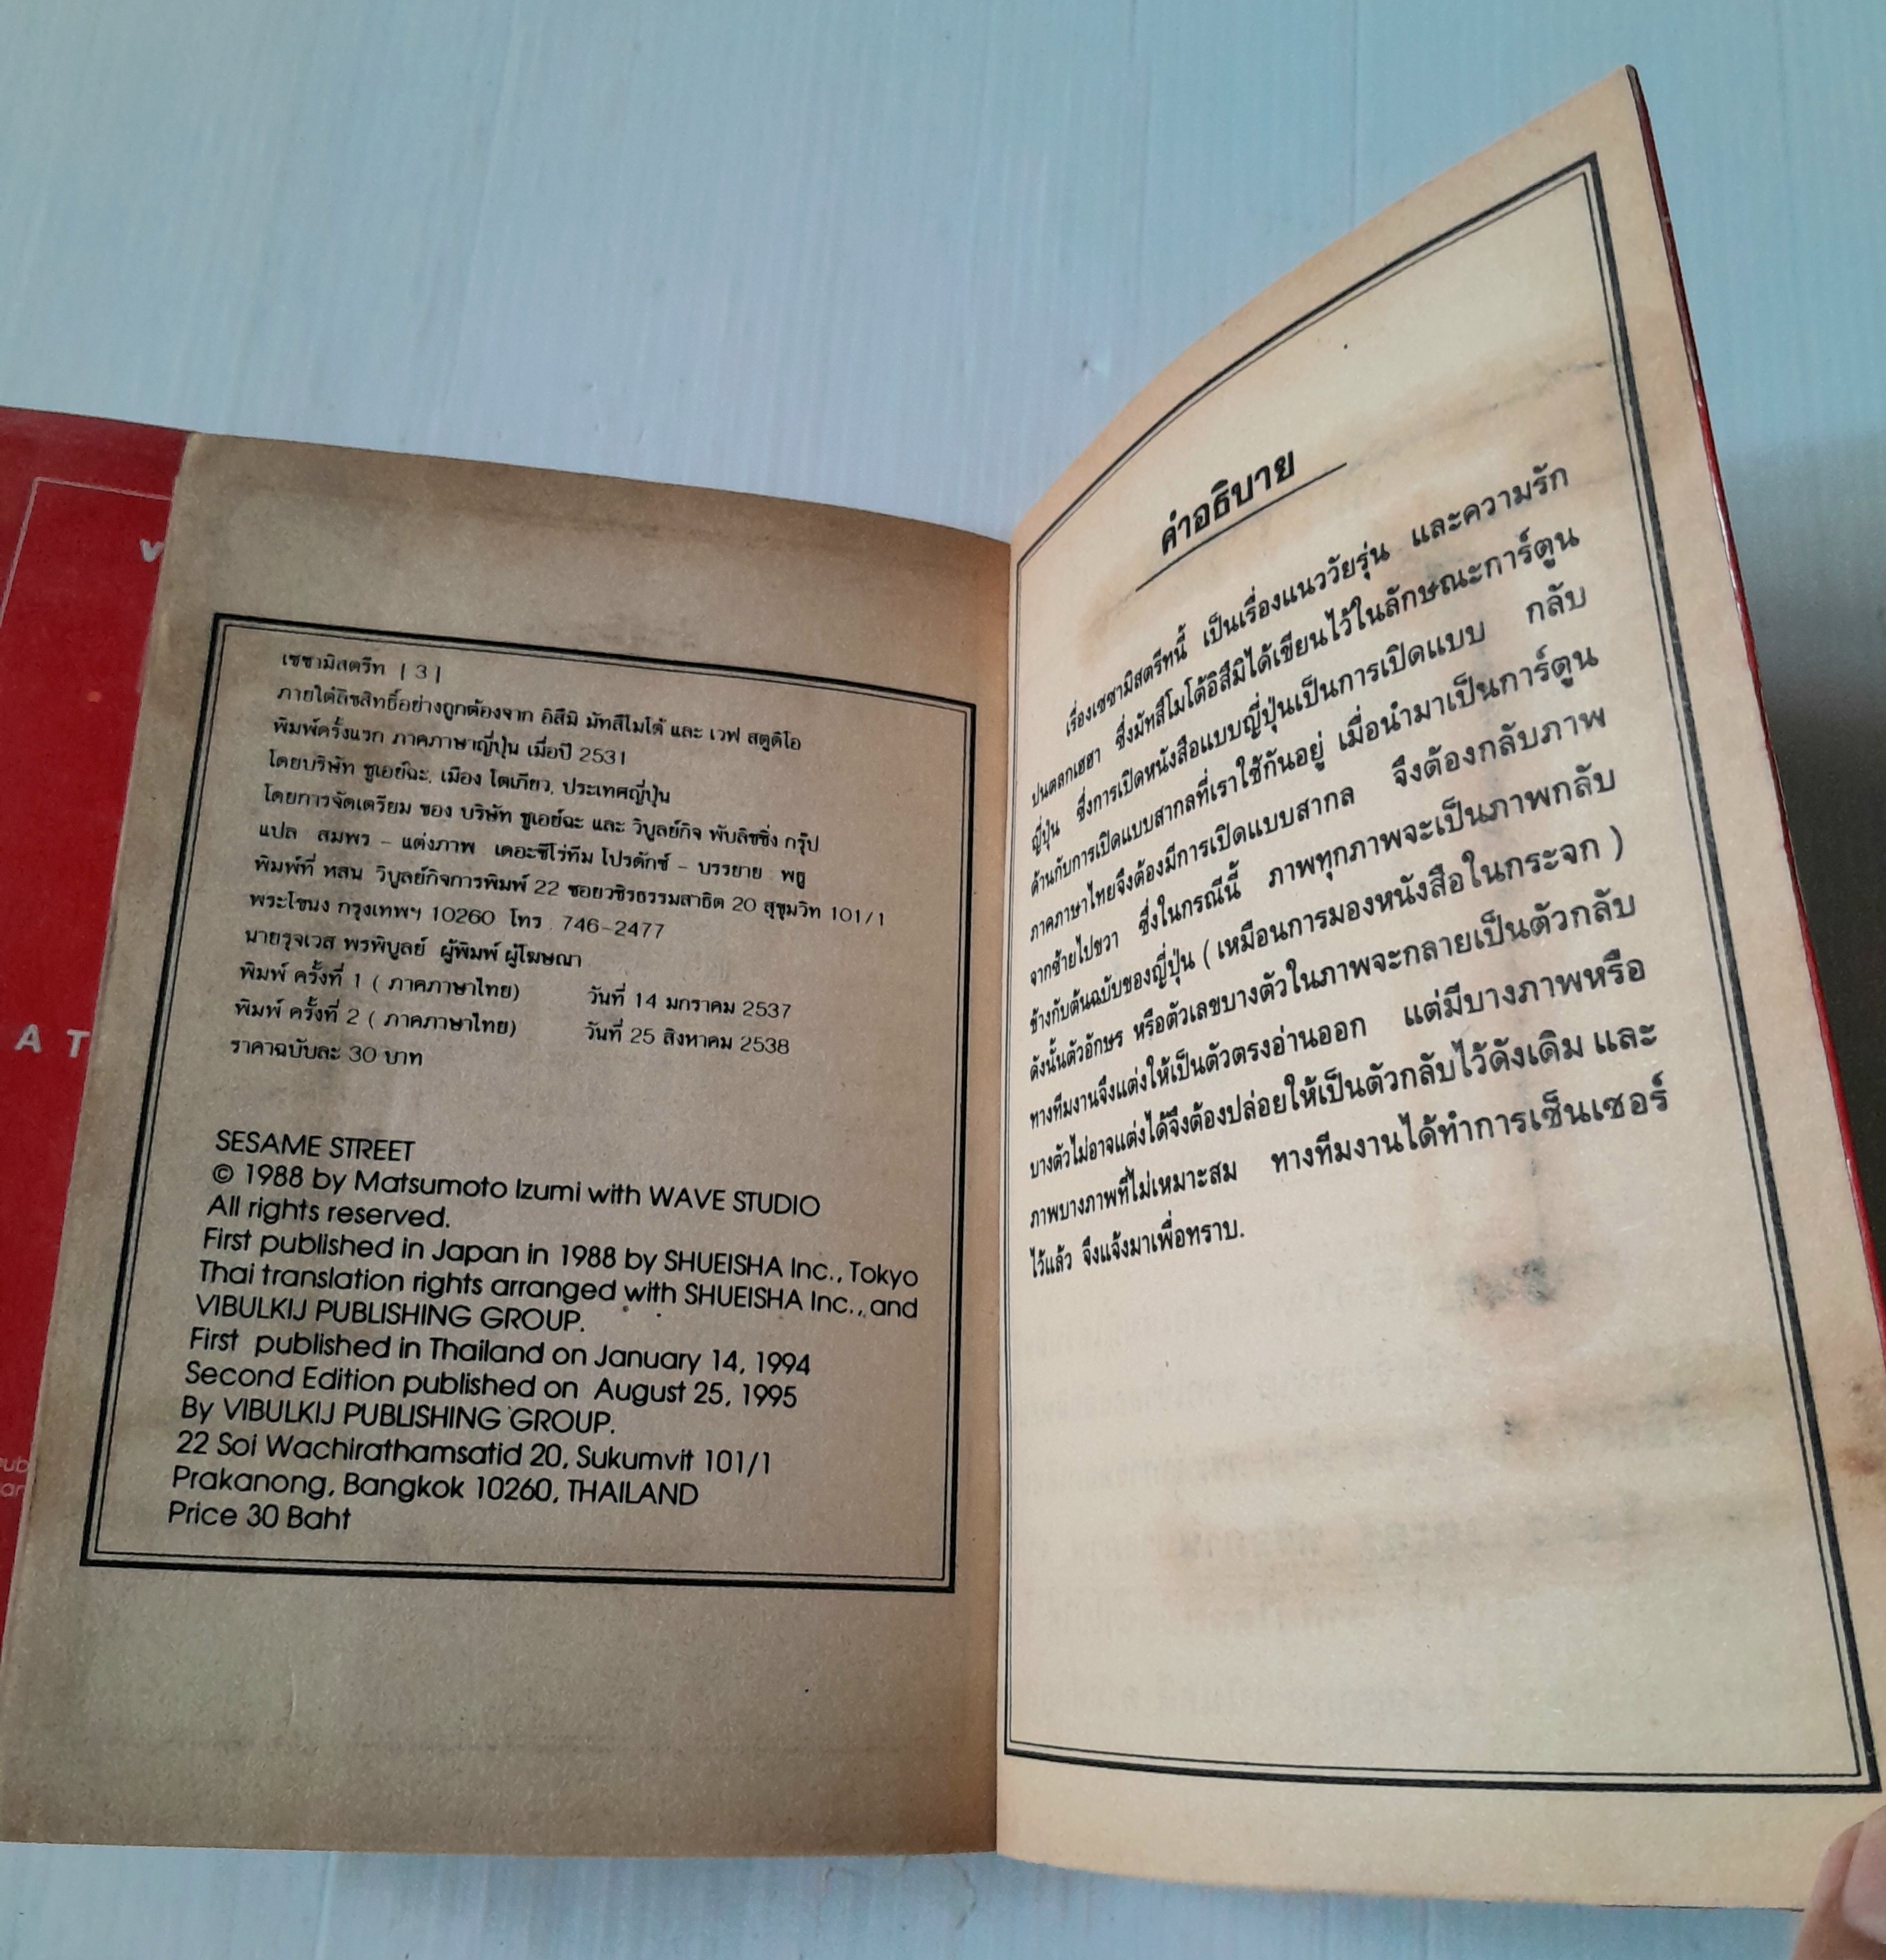 V
A T
เซซามิสตรีท [ 3 ]
ภายใต้ลิขสิทธิ์อย่างถูกต้องจาก อิสึมิ มัทสึโมโต้ และ เวฟ สตูดิโอ
พิมพ์ครั้งแรก ภาคภาษาญี่ปุ่น เมื่อปี 2531
โดยบริษัท ชูเอย์ฉะ, เมือง โตเกียว, ประเทศญี่ปุ่น
โดยการจัดเตรียม ของ บริษัท ชูเอย์ฉะ และ วิบูลย์กิจ พับลิชชิ่ง กรุ๊ป
แปล สมพร - แต่งภาพ เดอะซีโร่ทีม โปรดักช์ - บรรยาย พฤ
พิมพ์ที่ หสน วิบูลย์กิจการพิมพ์ 22 ซอยวชิรธรรมสาธิต 20 สุขุมวิท 101/1
พระโขนง กรุงเทพฯ 10260 โทร. 746-2477
นายรุจเวส พรพิบูลย์ ผู้พิมพ์ ผู้โฆษณา
พิมพ์ ครั้งที่ 1 ( ภาคภาษาไทย) วันที่ 14 มกราคม 2537
พิมพ์ ครั้งที่ 2 ( ภาคภาษาไทย) วันที่ 25 สิงหาคม 2538
ราคาฉบับละ 30 บาท
SESAME STREET
© 1988 by Matsumoto Izumi with WAVE STUDIO
All rights reserved.
First published in Japan in 1988 by SHUEISHA Inc., Tokyo
Thai translation rights arranged with SHUEISHA Inc., and
VIBULKIJ PUBLISHING GROUP.
First published in Thailand on January 14, 1994
Second Edition published on August 25, 1995
By VIBULKIJ PUBLISHING GROUP.
22 Soi Wachirathamsatid 20, Sukumvit 101/1
Prakanong, Bangkok 10260, THAILAND
Price 30 Baht
คำอธิบาย
เรื่องเซซามิสตรีทนี้ เป็นเรื่องแนววัยรุ่น และความรัก
ปนตลกเฮฮา ซึ่งมัทสึโมโต้อิสึมิได้เขียนไว้ในลักษณะการ์ตูน
ญี่ปุ่น ซึ่งการเปิดหนังสือแบบญี่ปุ่นเป็นการเปิดแบบ กลับ
ด้านกับการเปิดแบบสากลที่เราใช้กันอยู่ เมื่อนำมาเป็นการ์ตูน
ภาคภาษาไทยจึงต้องมีการเปิดแบบสากล จึงต้องกลับภาพ
จากซ้ายไปขวา ซึ่งในกรณีนี้ ภาพทุกภาพจะเป็นภาพกลับ
ข้างกับต้นฉบับของญี่ปุ่น ( เหมือนการมองหนังสือในกระจก )
ดังนั้นตัวอักษร หรือตัวเลขบางตัวในภาพจะกลายเป็นตัวกลับ
ทางทีมงานจึงแต่งให้เป็นตัวตรงอ่านออก แต่มีบางภาพหรือ
บางตัวไม่อาจแต่งได้จึงต้องปล่อยให้เป็นตัวกลับไว้ดังเดิม และ
ภาพบางภาพที่ไม่เหมาะสม ทางทีมงานได้ทำการเซ็นเซอร์
ไว้แล้ว จึงแจ้งมาเพื่อทราบ.